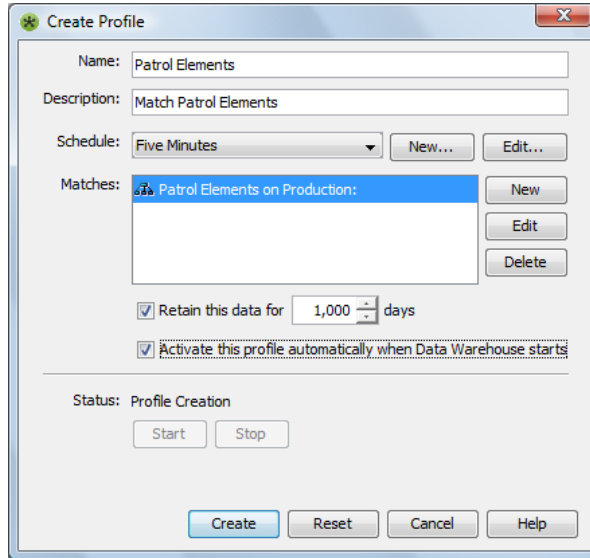 Create Profile
Name: Patrol Elements
Description: Match Patrol Elements
Schedule: Five Minutes New... Edit...
Matches: Patrol Elements on Production: New
Edit
Delete
Retain this data for 1,000 days
Activate this profile automatically when Data Warehouse starts
Status: Profile Creation
Start Stop
Create Reset Cancel Help